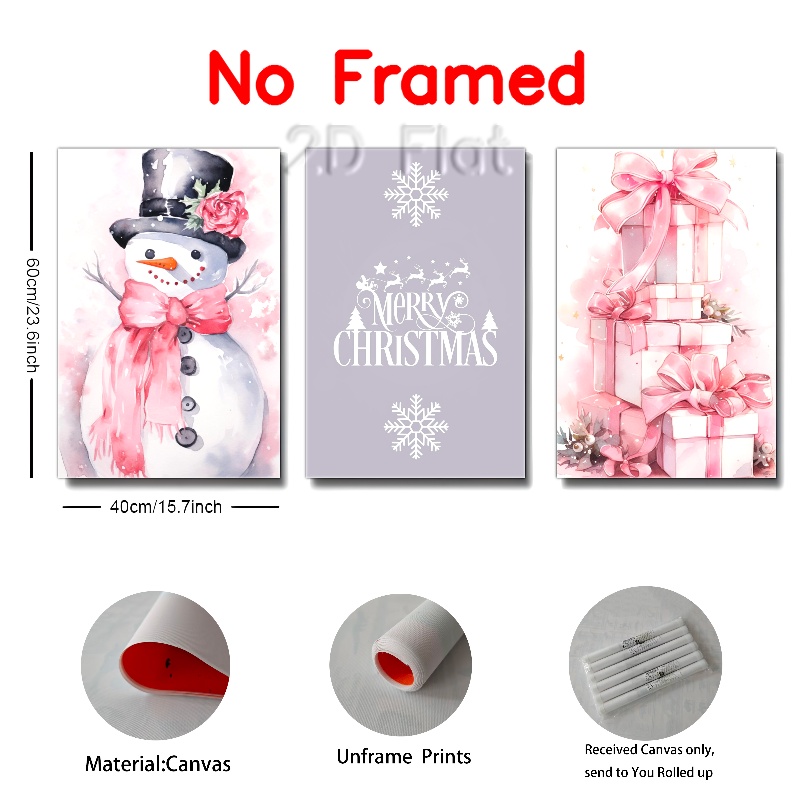 No Framed
2D Flat
60cm/23.6inch
MERRY
CHRISTMAS
40cm/15.7inch
Material:Canvas
Unframe Prints
Received Canvas only,
send to You Rolled up